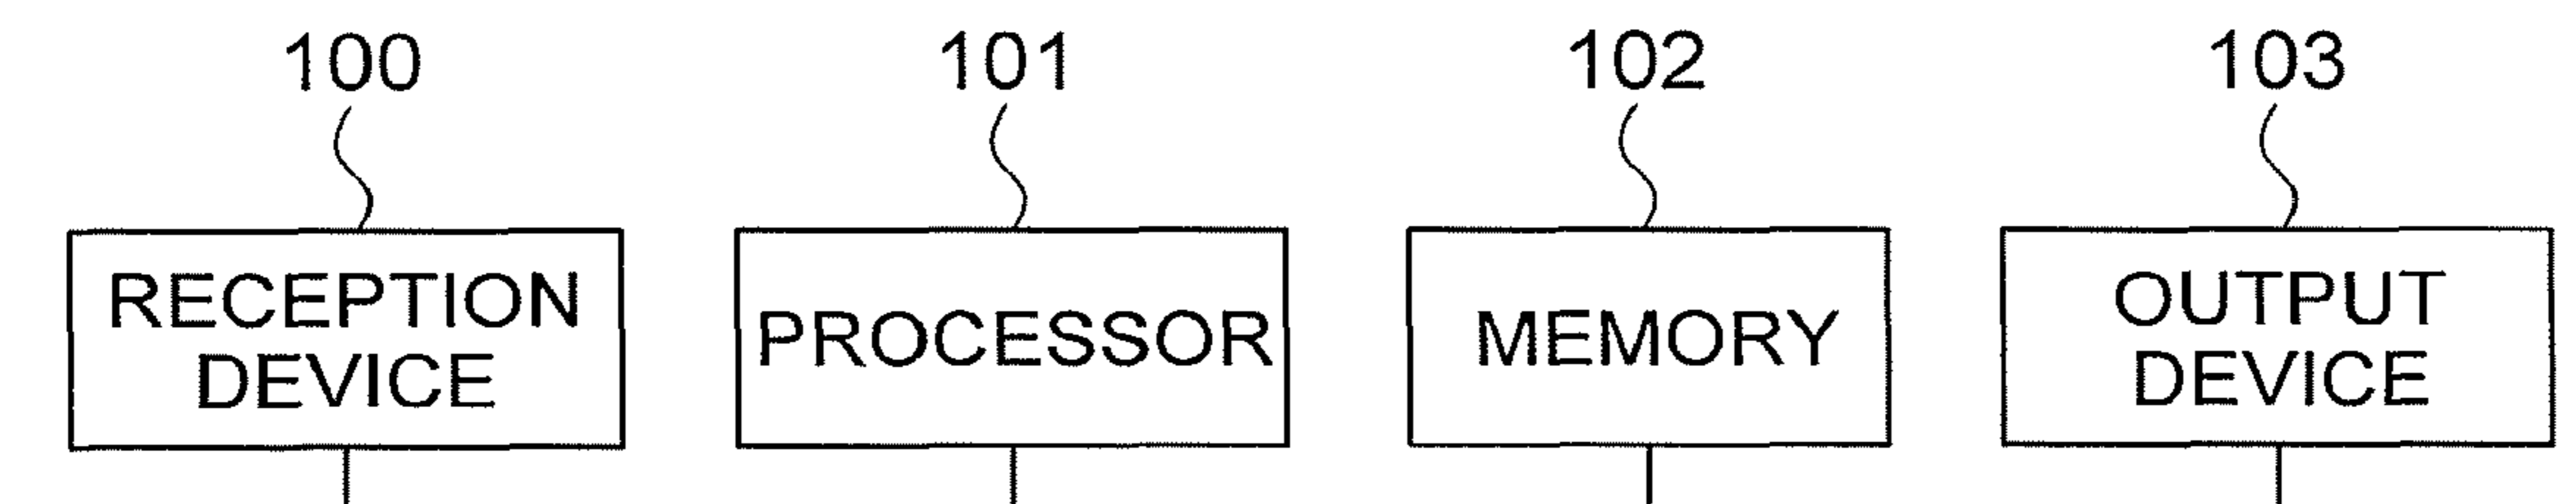 100
101
102
103
RECEPTION
DEVICE
PROCESSOR
MEMORY
OUTPUT
DEVICE